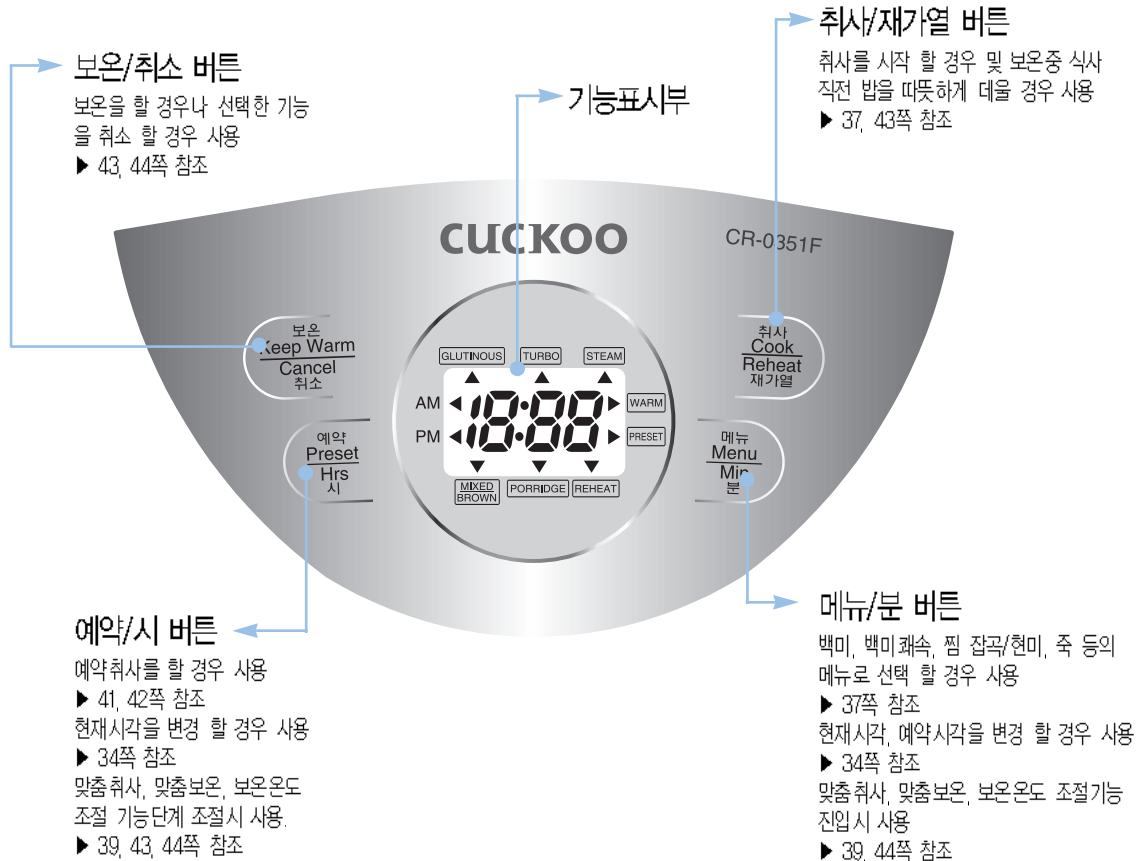 보온/취소 버튼
보온을 할 경우나 선택한 기능
을 취소 할 경우 사용
▶ 43, 44쪽 참조
기능표시부
취사/재가열 버튼
취사를 시작 할 경우 및 보온중 식사
직전 밥을 따뜻하게 데울 경우 사용
▶ 37, 43쪽 참조
CUCKOO
CR-0351F
보온
Keep Warm
Cancel
취소
예약
Preset
Hrs
시
GLUTINOUS TURBO STEAM
AM 18:88 WARM
PM PRESET
MIXED
BROWN PORRIDGE REHEAT
취사
Cook
Reheat
재가열
메뉴
Menu
Min
분
예약/시 버튼
예약취사를 할 경우 사용
▶ 41, 42쪽 참조
현재시각을 변경 할 경우 사용
▶ 34쪽 참조
맞춤취사, 맞춤보온, 보온온도
조절 기능단계 조절시 사용.
▶ 39, 43, 44쪽 참조
메뉴/분 버튼
백미, 백미쾌속, 찜 잡곡/현미, 죽 등의
메뉴로 선택 할 경우 사용
▶ 37쪽 참조
현재시각, 예약시각을 변경 할 경우 사용
▶ 34쪽 참조
맞춤취사, 맞춤보온, 보온온도 조절기능
진입시 사용
▶ 39, 44쪽 참조